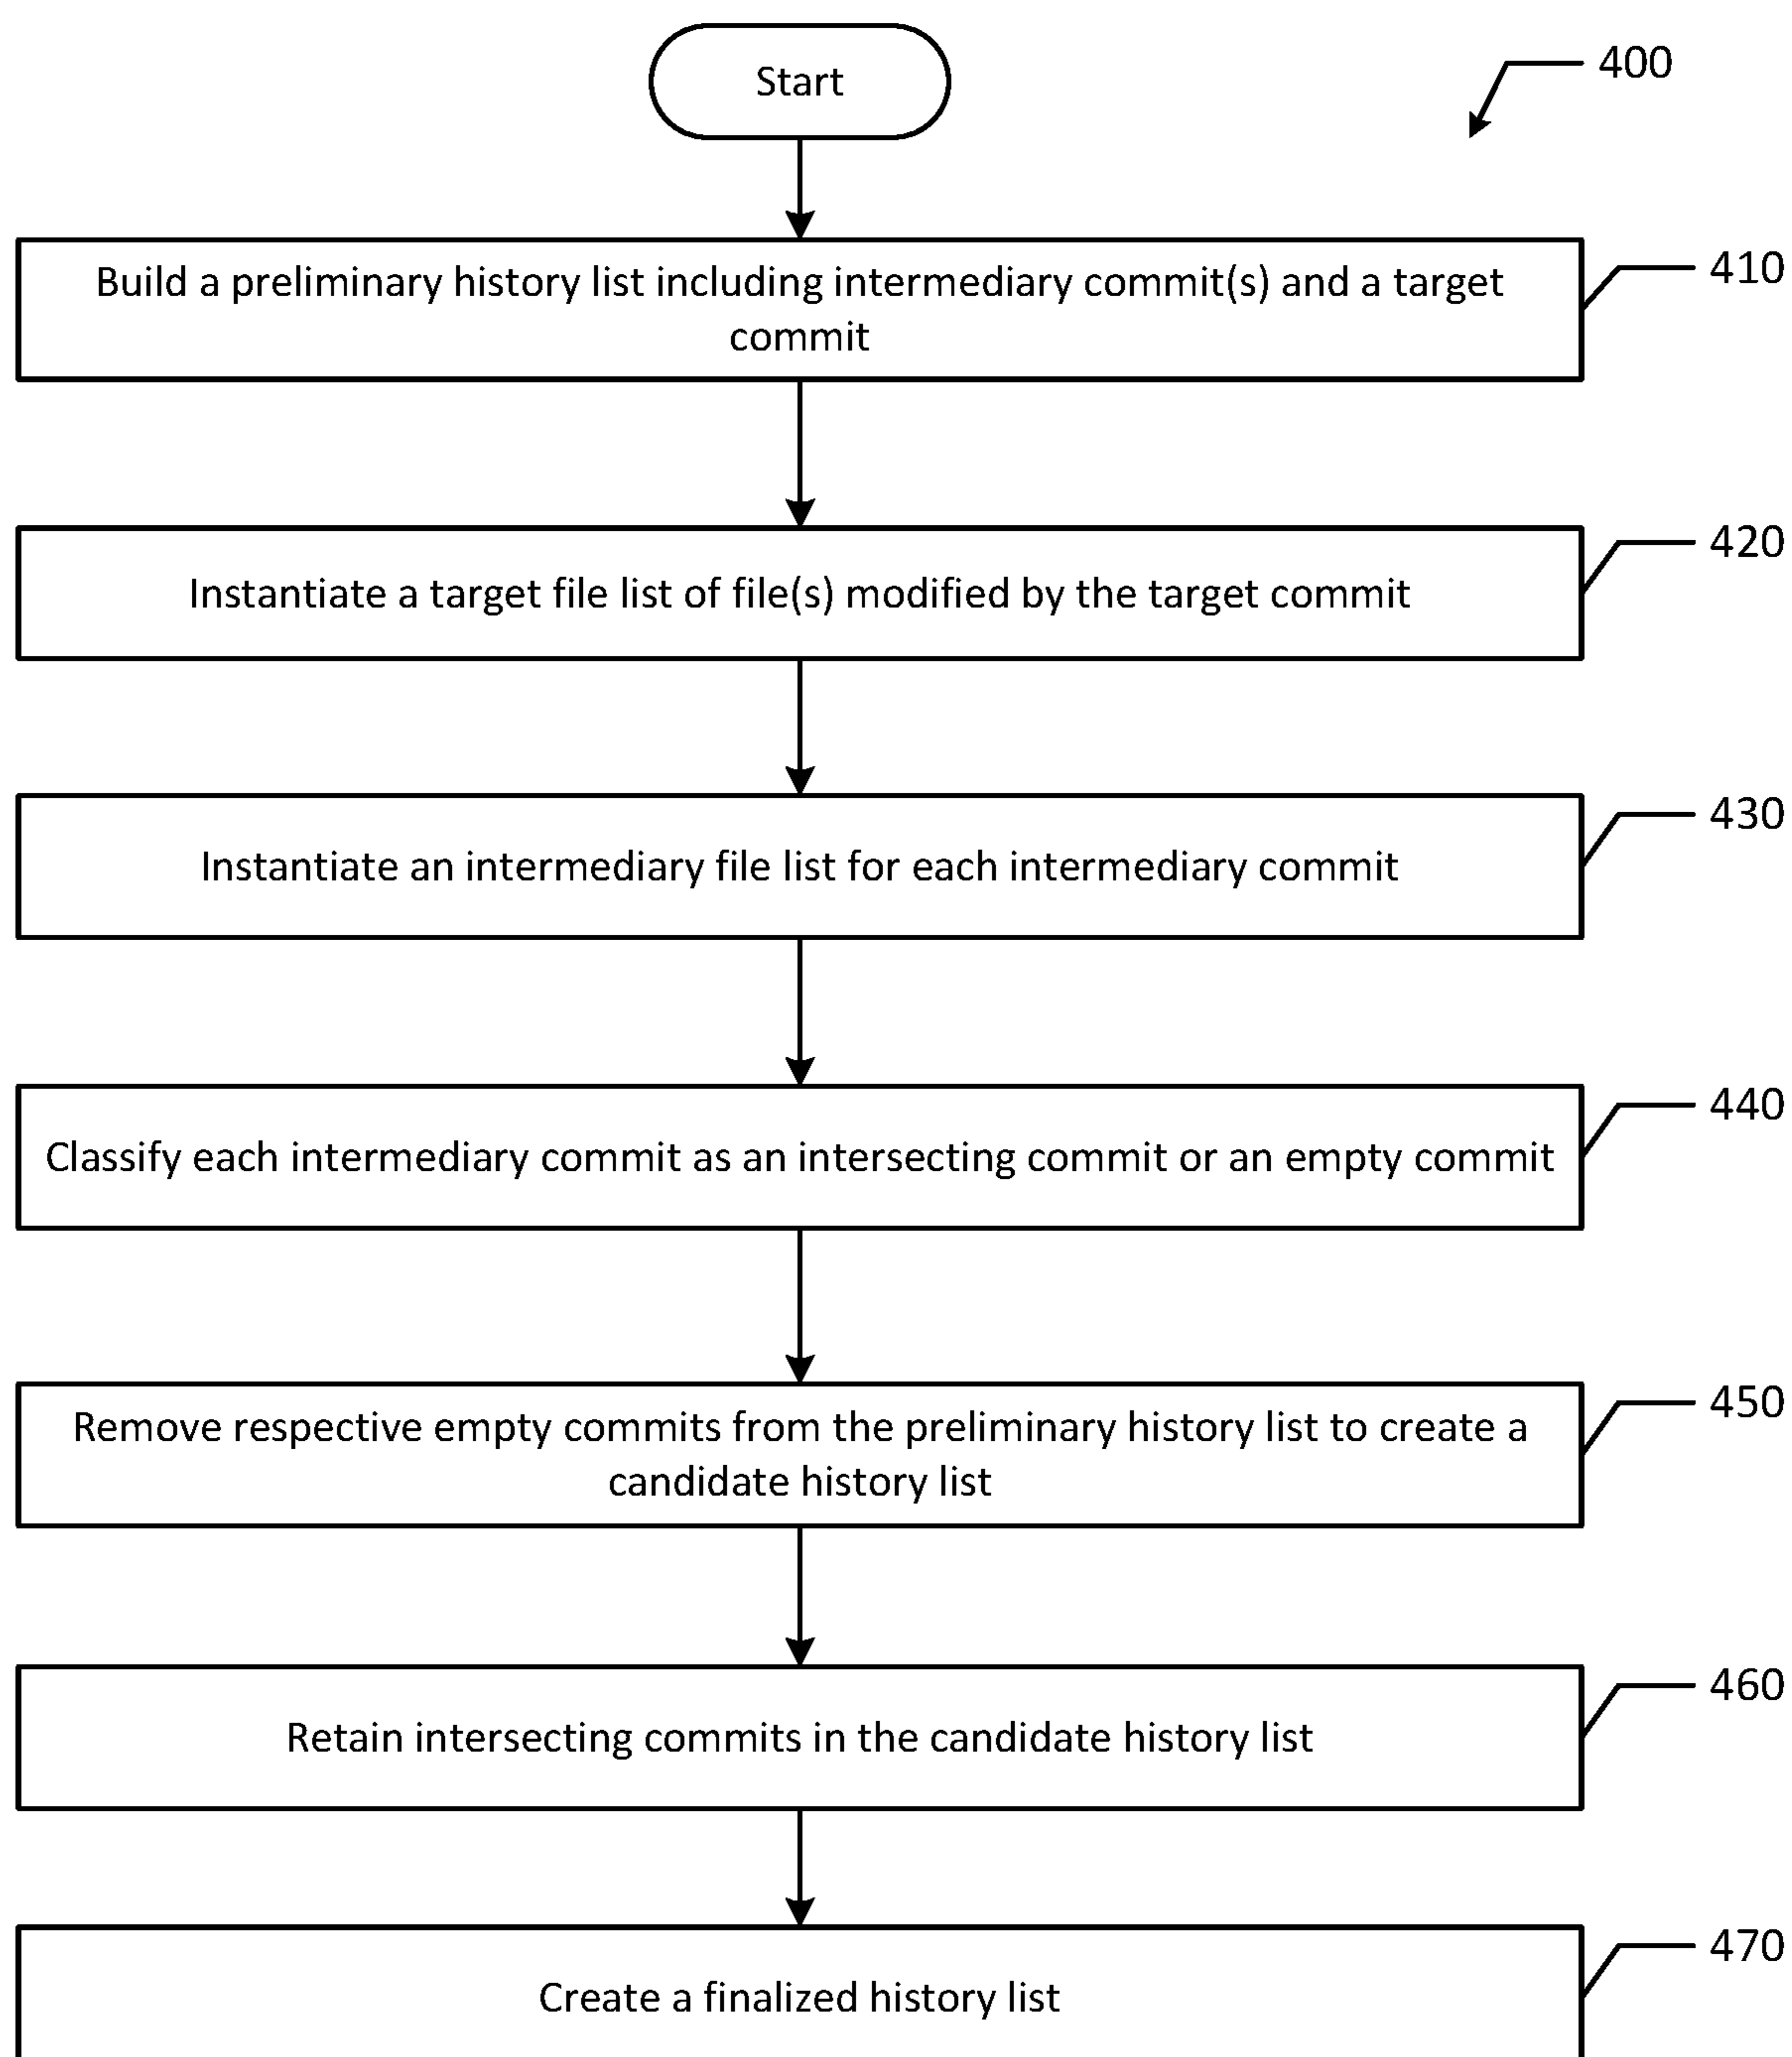 Start
400
Build a preliminary history list including intermediary commit(s) and a target
commit
410
Instantiate a target file list of file(s) modified by the target commit
420
Instantiate an intermediary file list for each intermediary commit
430
Classify each intermediary commit as an intersecting commit or an empty commit
440
Remove respective empty commits from the preliminary history list to create a
candidate history list
450
Retain intersecting commits in the candidate history list
460
Create a finalized history list
470